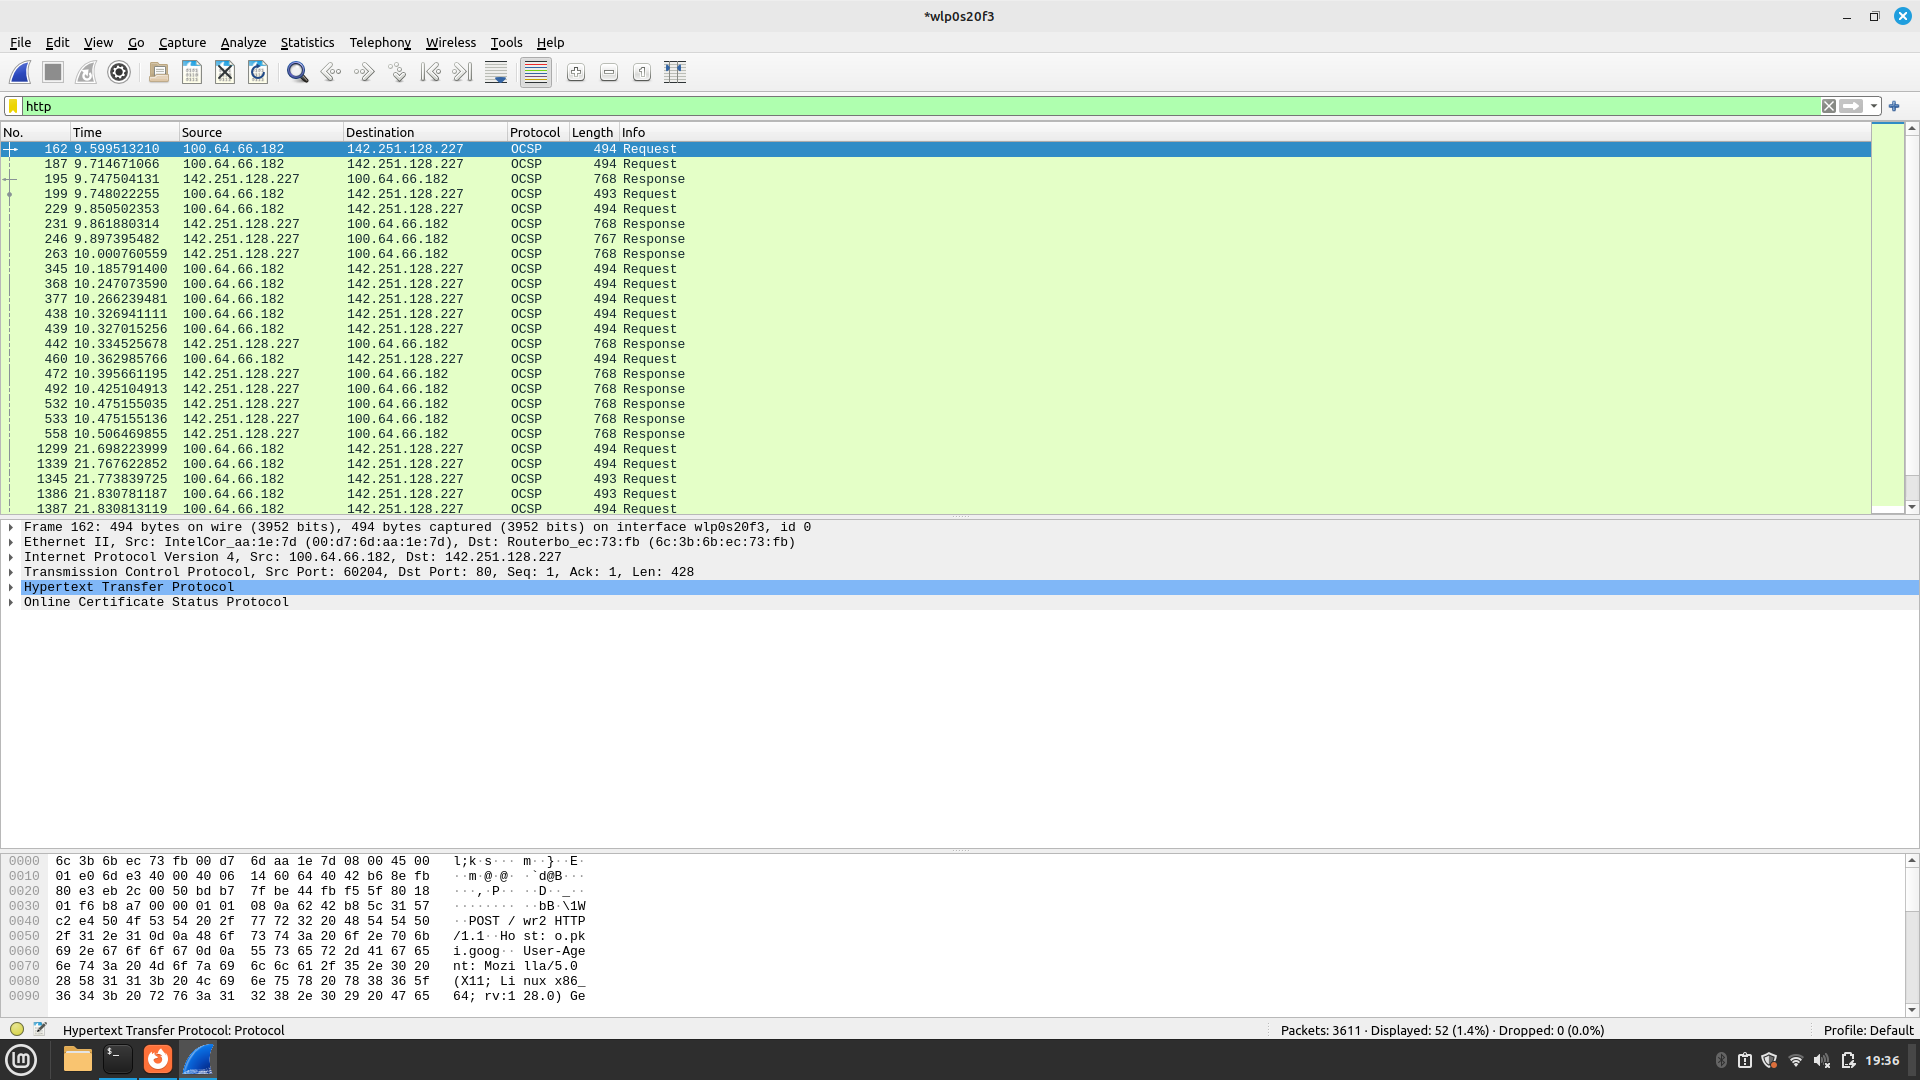 *wlp0s20f3
File Edit View Go Capture Analyze Statistics Telephony Wireless Tools Help
http
No. Time Source Destination Protocol Length Info
162 9.599513210 100.64.66.182 142.251.128.227 OCSP 494 Request
187 9.714671066 100.64.66.182 142.251.128.227 OCSP 494 Request
195 9.747504131 142.251.128.227 100.64.66.182 OCSP 768 Response
199 9.748022255 100.64.66.182 142.251.128.227 OCSP 493 Request
229 9.850502353 100.64.66.182 142.251.128.227 OCSP 494 Request
231 9.861880314 142.251.128.227 100.64.66.182 OCSP 768 Response
246 9.897395482 142.251.128.227 100.64.66.182 OCSP 767 Response
263 10.000760559 142.251.128.227 100.64.66.182 OCSP 768 Response
345 10.185791400 100.64.66.182 142.251.128.227 OCSP 494 Request
368 10.247073590 100.64.66.182 142.251.128.227 OCSP 494 Request
377 10.266239481 100.64.66.182 142.251.128.227 OCSP 494 Request
438 10.326941111 100.64.66.182 142.251.128.227 OCSP 494 Request
439 10.327015256 100.64.66.182 142.251.128.227 OCSP 494 Request
442 10.334525678 142.251.128.227 100.64.66.182 OCSP 768 Response
460 10.362985766 100.64.66.182 142.251.128.227 OCSP 494 Request
472 10.395661195 142.251.128.227 100.64.66.182 OCSP 768 Response
492 10.425104913 142.251.128.227 100.64.66.182 OCSP 768 Response
532 10.475155035 142.251.128.227 100.64.66.182 OCSP 768 Response
533 10.475155136 142.251.128.227 100.64.66.182 OCSP 768 Response
558 10.506469855 142.251.128.227 100.64.66.182 OCSP 768 Response
1299 21.698223999 100.64.66.182 142.251.128.227 OCSP 494 Request
1339 21.767622852 100.64.66.182 142.251.128.227 OCSP 494 Request
1345 21.773839725 100.64.66.182 142.251.128.227 OCSP 493 Request
1386 21.830781187 100.64.66.182 142.251.128.227 OCSP 493 Request
1387 21.830813119 100.64.66.182 142.251.128.227 OCSP 494 Request
Frame 162: 494 bytes on wire (3952 bits), 494 bytes captured (3952 bits) on interface wlp0s20f3, id 0
Ethernet II, Src: IntelCor_aa:1e:7d (00:d7:6d:aa:1e:7d), Dst: Routerbo_ec:73:fb (6c:3b:6b:ec:73:fb)
Internet Protocol Version 4, Src: 100.64.66.182, Dst: 142.251.128.227
Transmission Control Protocol, Src Port: 60204, Dst Port: 80, Seq: 1, Ack: 1, Len: 428
Hypertext Transfer Protocol
Online Certificate Status Protocol
0000 6c 3b 6b ec 73 fb 00 d7 6d aa 1e 7d 08 00 45 00 l;k·s··· m··}··E·
0010 01 e0 6d e3 40 00 40 06 14 60 64 40 42 b6 8e fb ··m·@·@· ·`d@B···
0020 80 e3 eb 2c 00 50 bd b7 7f be 44 fb f5 5f 80 18 ···,·P·· ··D··_··
0030 01 f6 b8 a7 00 00 01 01 08 0a 62 42 b8 5c 31 57 ········ ··bB·\1W
0040 c2 e4 50 4f 53 54 20 2f 77 72 32 20 48 54 54 50 ··POST / wr2 HTTP
0050 2f 31 2e 31 0d 0a 48 6f 73 74 3a 20 6f 2e 70 6b /1.1··Ho st: o.pk
0060 69 2e 67 6f 6f 67 0d 0a 55 73 65 72 2d 41 67 65 i.goog·· User-Age
0070 6e 74 3a 20 4d 6f 7a 69 6c 6c 61 2f 35 2e 30 20 nt: Mozi lla/5.0
0080 28 58 31 31 3b 20 4c 69 6e 75 78 20 78 38 36 5f (X11; Li nux x86_
0090 36 34 3b 20 72 76 3a 31 32 38 2e 30 29 20 47 65 64; rv:1 28.0) Ge
Hypertext Transfer Protocol: Protocol Packets: 3611 · Displayed: 52 (1.4%) · Dropped: 0 (0.0%) Profile: Default
19:36